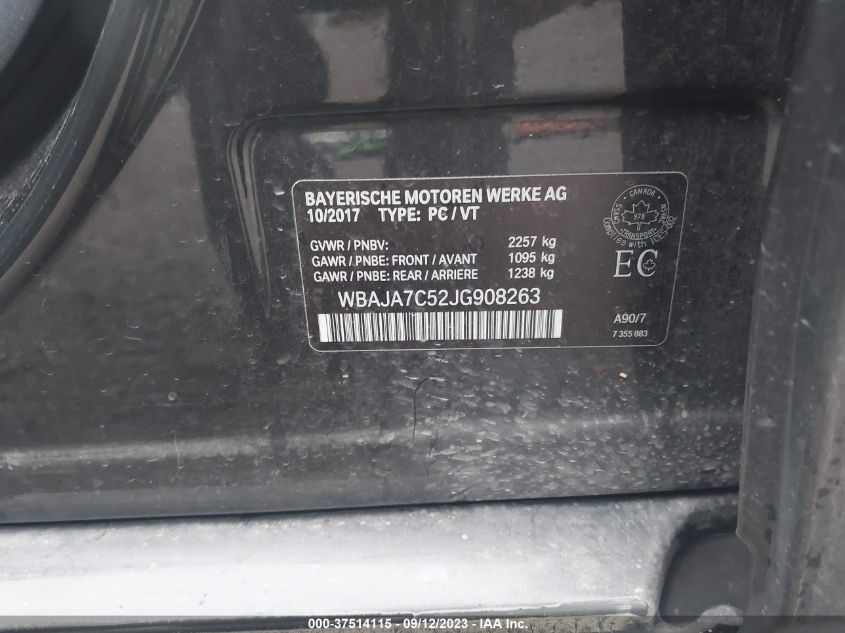 BAYERISCHE MOTOREN WERKE AG
10/2017 TYPE: PC / VT
GVWR / PNBV: 2257 kg
GAWR / PNBE: FRONT / AVANT 1095 kg
GAWR / PNBE: REAR / ARRIERE 1238 kg
WBAJA7C52JG908263
CANADA
978
TRANSPORT
EC
A90/7
7 355 883
000-37514115 - 09/12/2023 - IAA Inc.